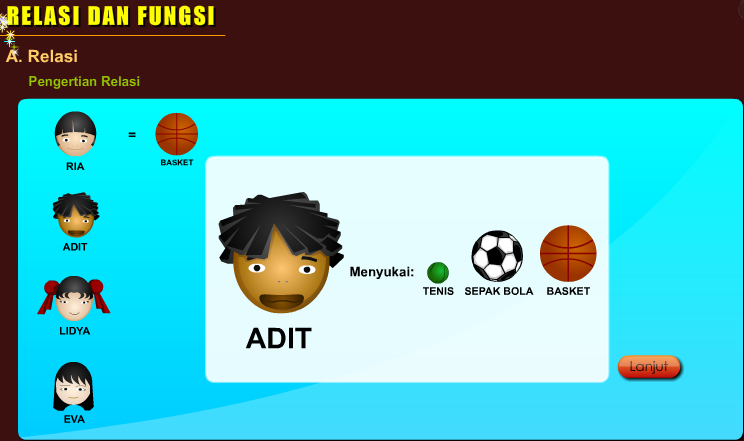 RELASI DAN FUNGSI
A. Relasi
Pengertian Relasi
=
RIA
BASKET
ADIT
LIDYA
EVA
Menyukai:
TENIS
SEPAK BOLA
BASKET
ADIT
Lanjut